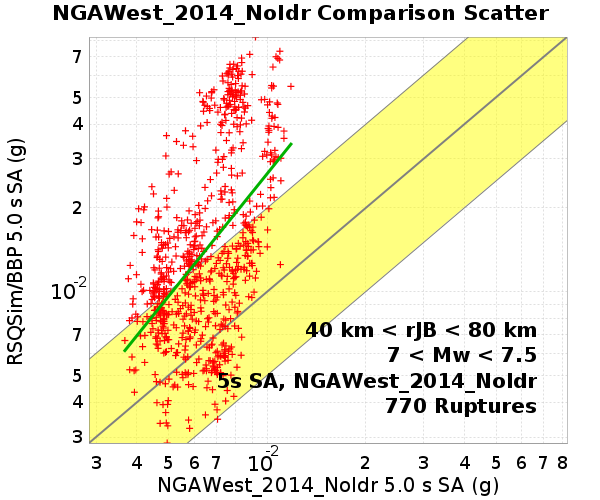 NGAWest_2014_NoIdr Comparison Scatter
RSQSim/BBP 5.0 s SA (g)
7
5
4
3
2
10-2
7
5
4
3
40 km < rJB < 80 km
7 < Mw < 7.5
5s SA, NGAWest_2014_NoIdr
770 Ruptures
3 4 5 6 7 10-2 2 3 4 5 6 7 8
NGAWest_2014_NoIdr 5.0 s SA (g)